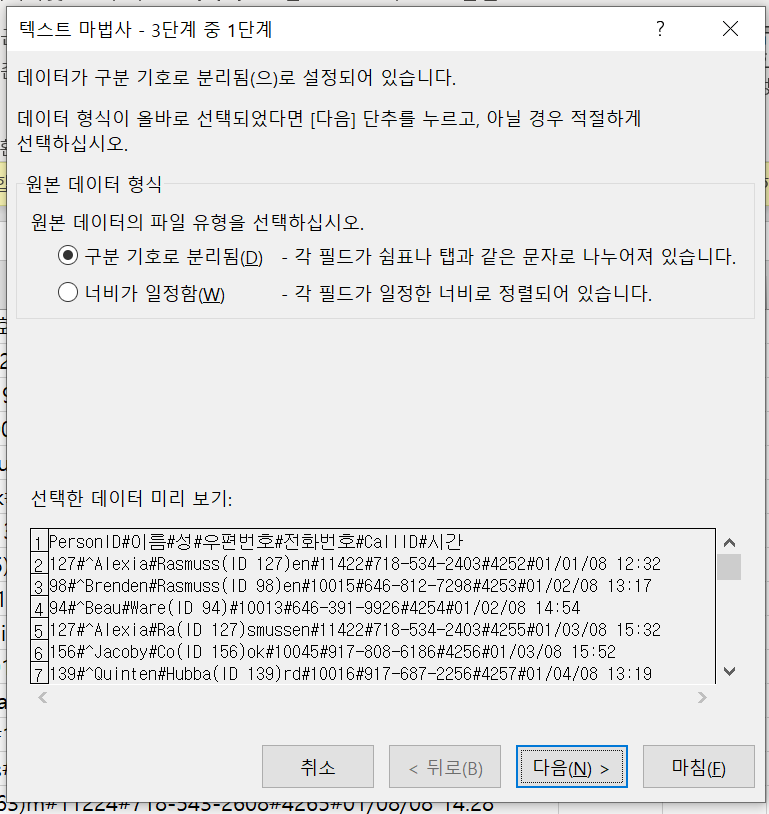 텍스트 마법사 - 3단계 중 1단계
?
데이터가 구분 기호로 분리됨(으)로 설정되어 있습니다.
데이터 형식이 올바로 선택되었다면 [다음] 단추를 누르고, 아닐 경우 적절하게
선택하십시오.
원본 데이터 형식
원본 데이터의 파일 유형을 선택하십시오.
구분 기호로 분리됨(D) - 각 필드가 쉼표나 탭과 같은 문자로 나누어져 있습니다.
너비가 일정함(W) - 각 필드가 일정한 너비로 정렬되어 있습니다.
선택한 데이터 미리 보기:
1 PersonID#이름#성#우편번호#전화번호#CallID#시간
2 127#^Alexia#Rasmuss(ID 127)en#11422#718-534-2403#4252#01/01/08 12:32
3 98#^Brenden#Rasmuss(ID 98)en#10015#646-812-7298#4253#01/02/08 13:17
4 94#^Beau#Ware(ID 94)#10013#646-391-9926#4254#01/02/08 14:54
5 127#^Alexia#Ra(ID 127)smussen#11422#718-534-2403#4255#01/03/08 15:32
6 156#^Jacoby#Co(ID 156)ok#10045#917-808-6186#4256#01/03/08 15:52
7 139#^Quinten#Hubba(ID 139)rd#10016#917-687-2256#4257#01/04/08 13:19
취소 < 뒤로(B) 다음(N) > 마침(F)
63)m#11224#718-543-2608#4265#01/08/08 14:28